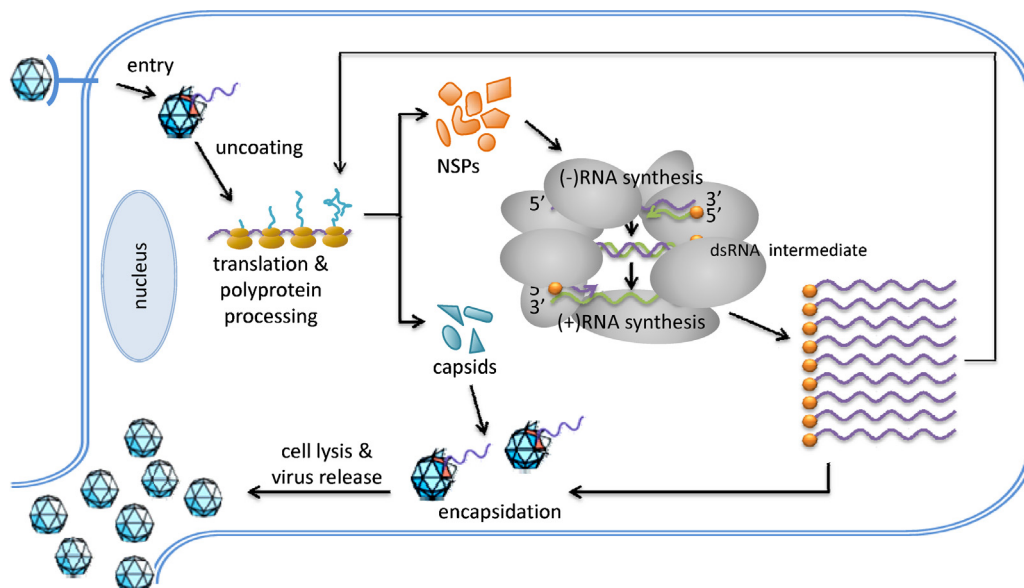 entry
uncoating
nucleus
translation &
polyprotein
processing
NSPs
capsids
(-)RNA synthesis
5’
3’
5’
dsRNA intermediate
5
3’
(+)RNA synthesis
encapsidation
cell lysis &
virus release